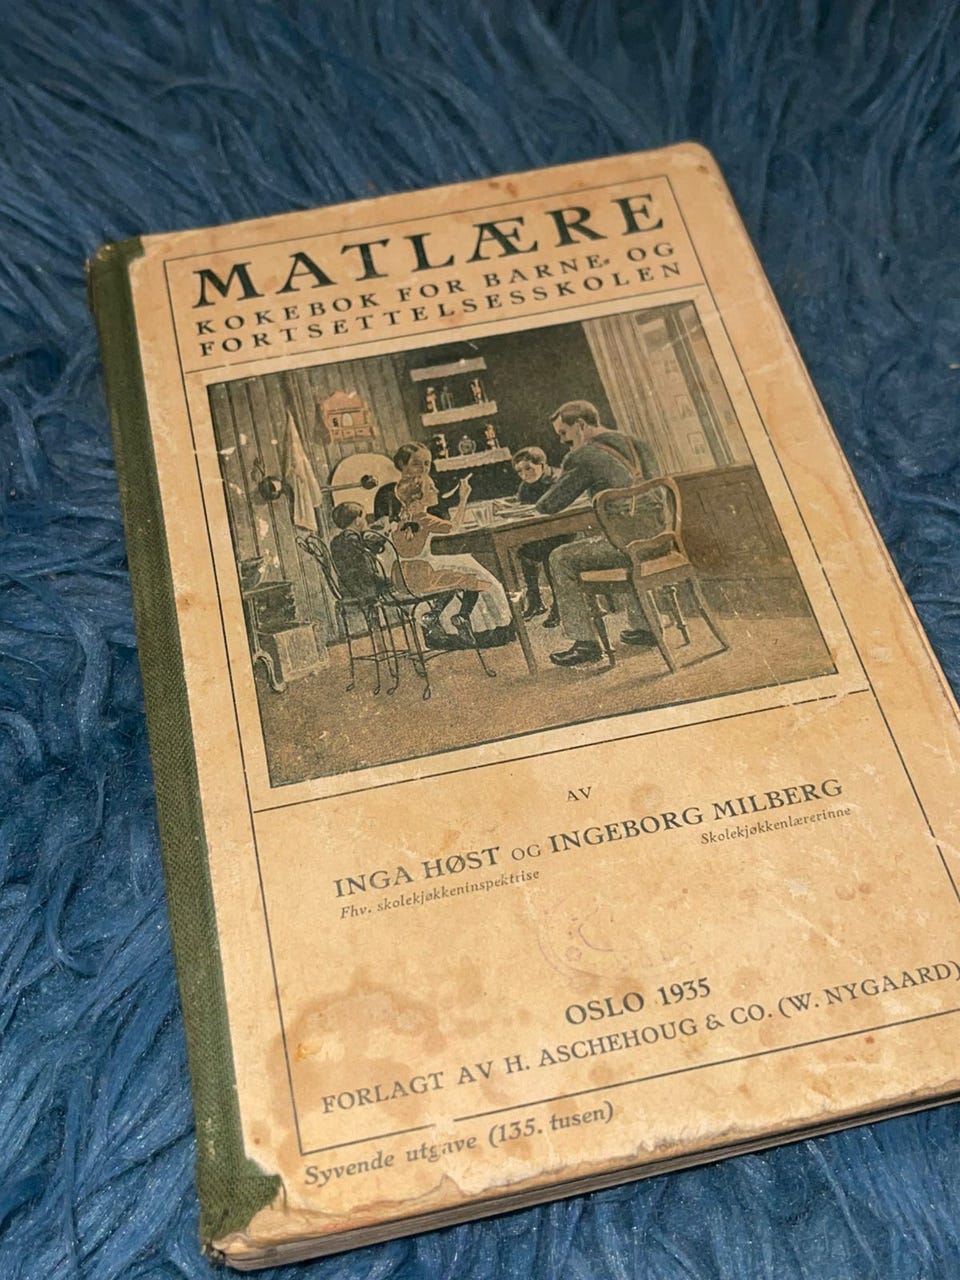 MATLÆRE
KOKEBOK FOR BARNE- OG
FORTSETTELSESSKOLEN
AV
INGA HØST OG INGEBORG MILBERG
Fhv. skolekjøkkeninspektrise Skolekjøkkenlærerinne
OSLO 1935
FORLAGT AV H. ASCHEHOUG & CO. (W. NYGAARD)
Syvende utgave (135. tusen)